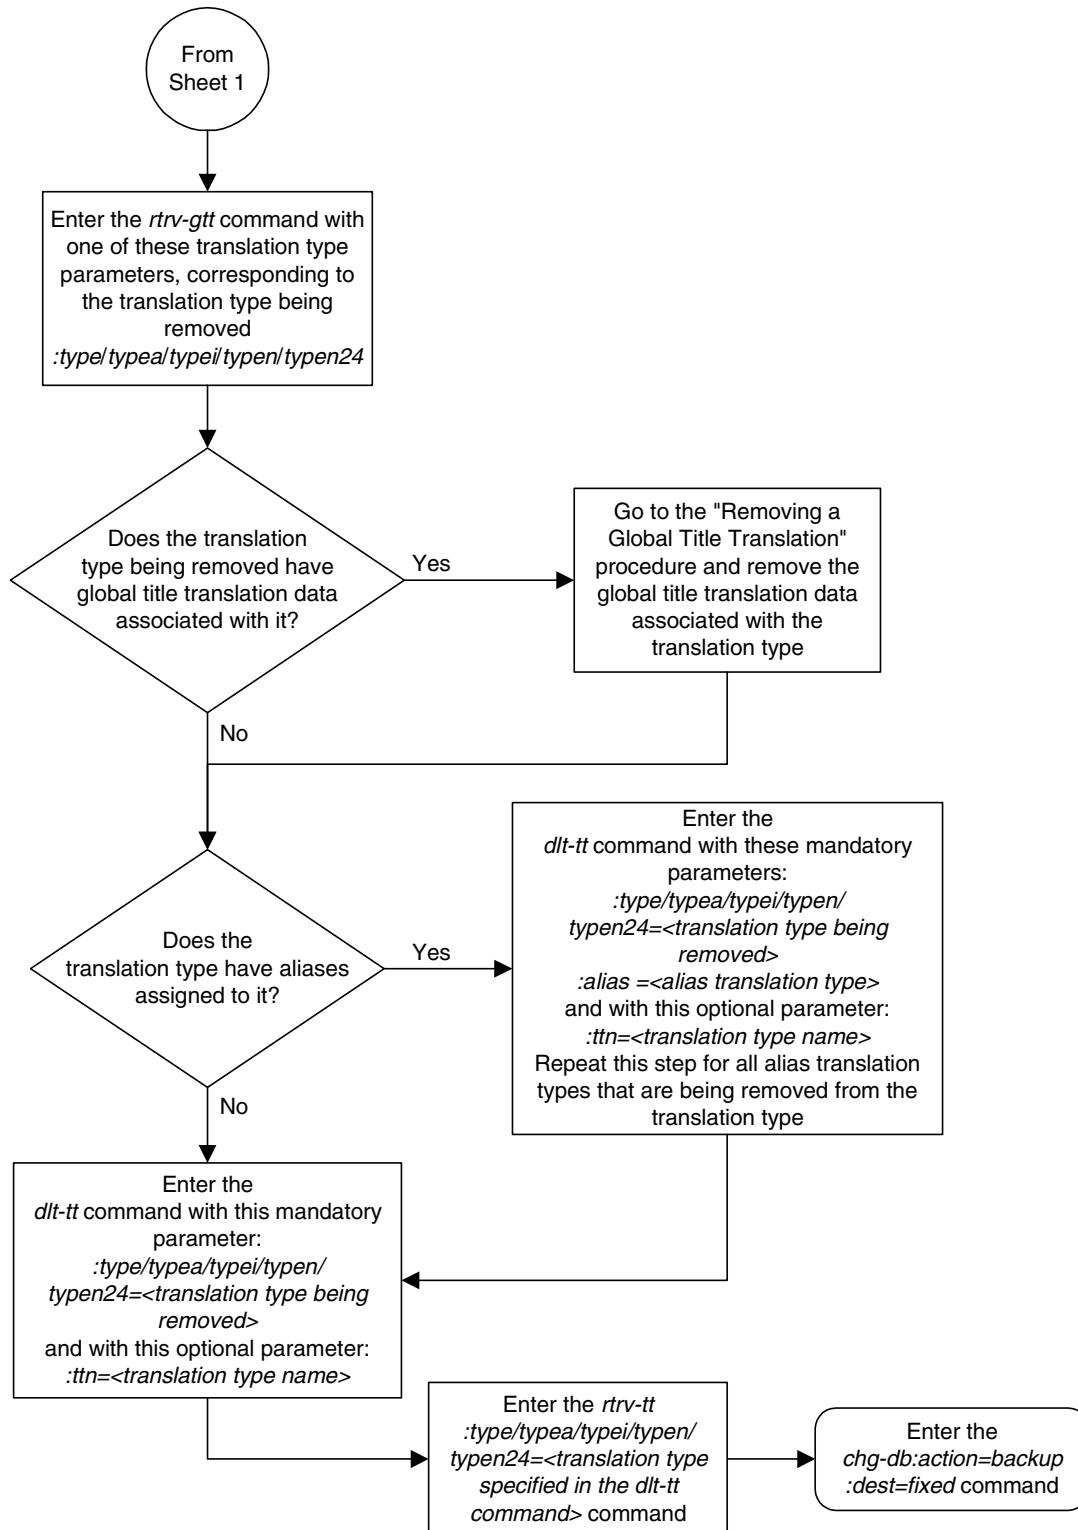 From
Sheet 1
Enter the rtrv-gtt command with
one of these translation type
parameters, corresponding to
the translation type being
removed
:type/typea/typei/typen/typen24
Does the translation
type being removed have
global title translation data
associated with it?
Yes
Go to the "Removing a
Global Title Translation"
procedure and remove the
global title translation data
associated with the
translation type
No
Does the
translation type have aliases
assigned to it?
Yes
Enter the
dlt-tt command with these mandatory
parameters:
:type/typea/typei/typen/
typen24=<translation type being
removed>
:alias =<alias translation type>
and with this optional parameter:
:ttn=<translation type name>
Repeat this step for all alias translation
types that are being removed from the
translation type
No
Enter the
dlt-tt command with this mandatory
parameter:
:type/typea/typei/typen/
typen24=<translation type being
removed>
and with this optional parameter:
:ttn=<translation type name>
Enter the rtrv-tt
:type/typea/typei/typen/
typen24=<translation type
specified in the dlt-tt
command> command
Enter the
chg-db:action=backup
:dest=fixed command